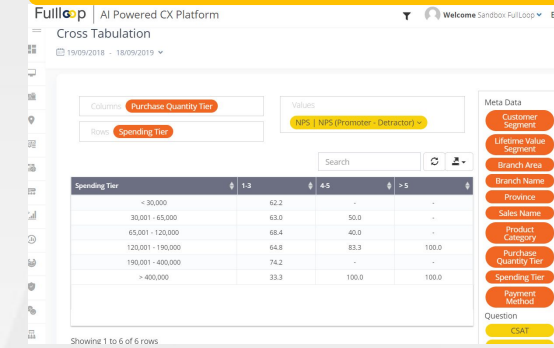 Fullloop AI Powered CX Platform
Welcome Sandbox FullLoop
Cross Tabulation
19/09/2018 - 18/09/2019
Columns Purchase Quantity Tier
Values
NPS | NPS (Promoter - Detractor)
Rows Spending Tier
Search
Spending Tier 1-3 4-5 > 5
< 30,000 62.2 - -
30,001 - 65,000 63.0 50.0 -
65,001 - 120,000 68.4 40.0 -
120,001 - 190,000 64.8 83.3 100.0
190,001 - 400,000 74.2 - -
> 400,000 33.3 100.0 100.0
Showing 1 to 6 of 6 rows
Meta Data
Customer
Segment
Lifetime Value
Segment
Branch Area
Branch Name
Province
Sales Name
Product
Category
Purchase
Quantity Tier
Spending Tier
Payment
Method
Question
CSAT